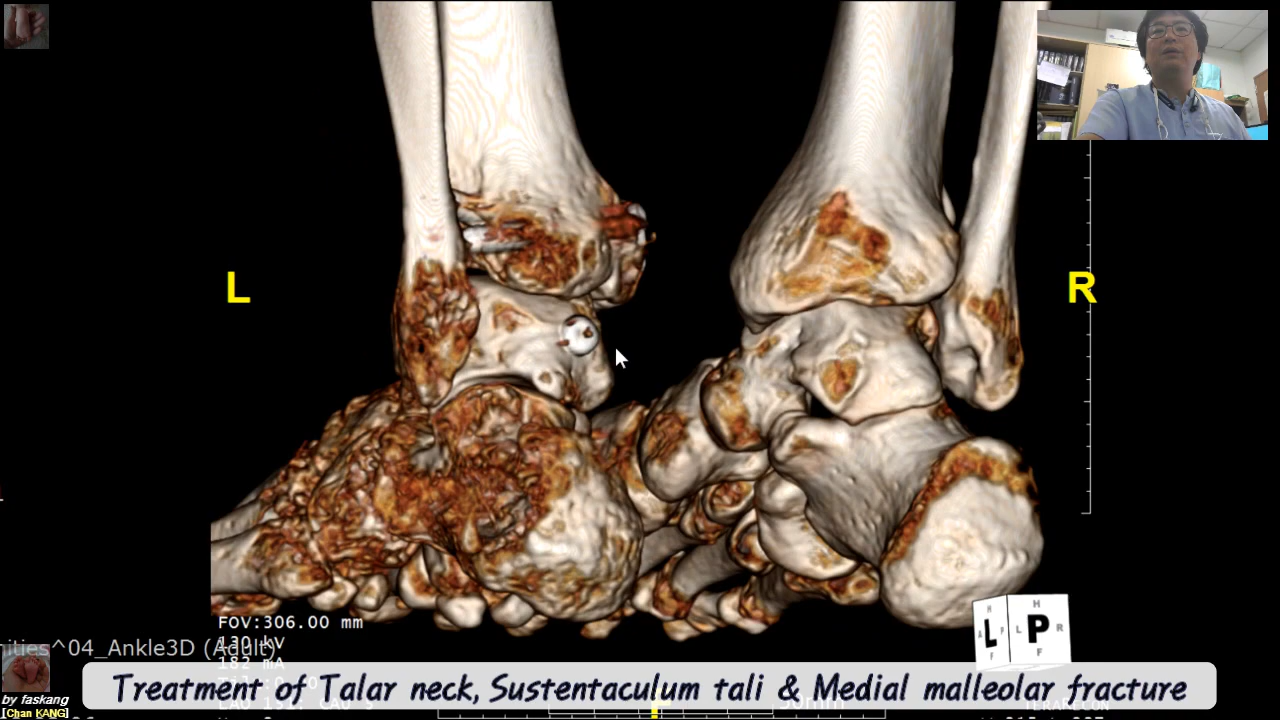 L
R
FOV:306.00 mm
130 kV
ities^04_Ankle3D (Adult)
182 mA
H
H
L
F
L
P
R
F
F
by faskang
[Chan KANG]
Treatment of Talar neck, Sustentaculum tali & Medial malleolar fracture